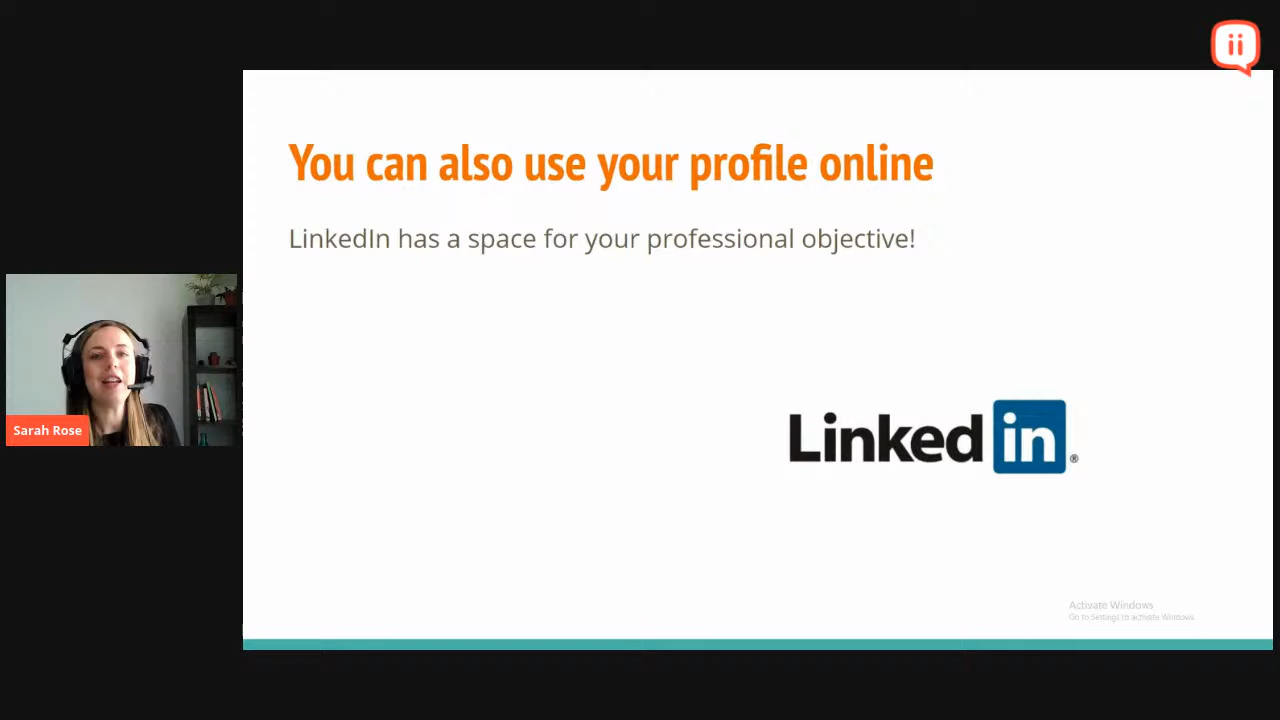 You can also use your profile online
LinkedIn has a space for your professional objective!
Sarah Rose
Linked in®
Activate Windows
Go to Settings to activate Windows.